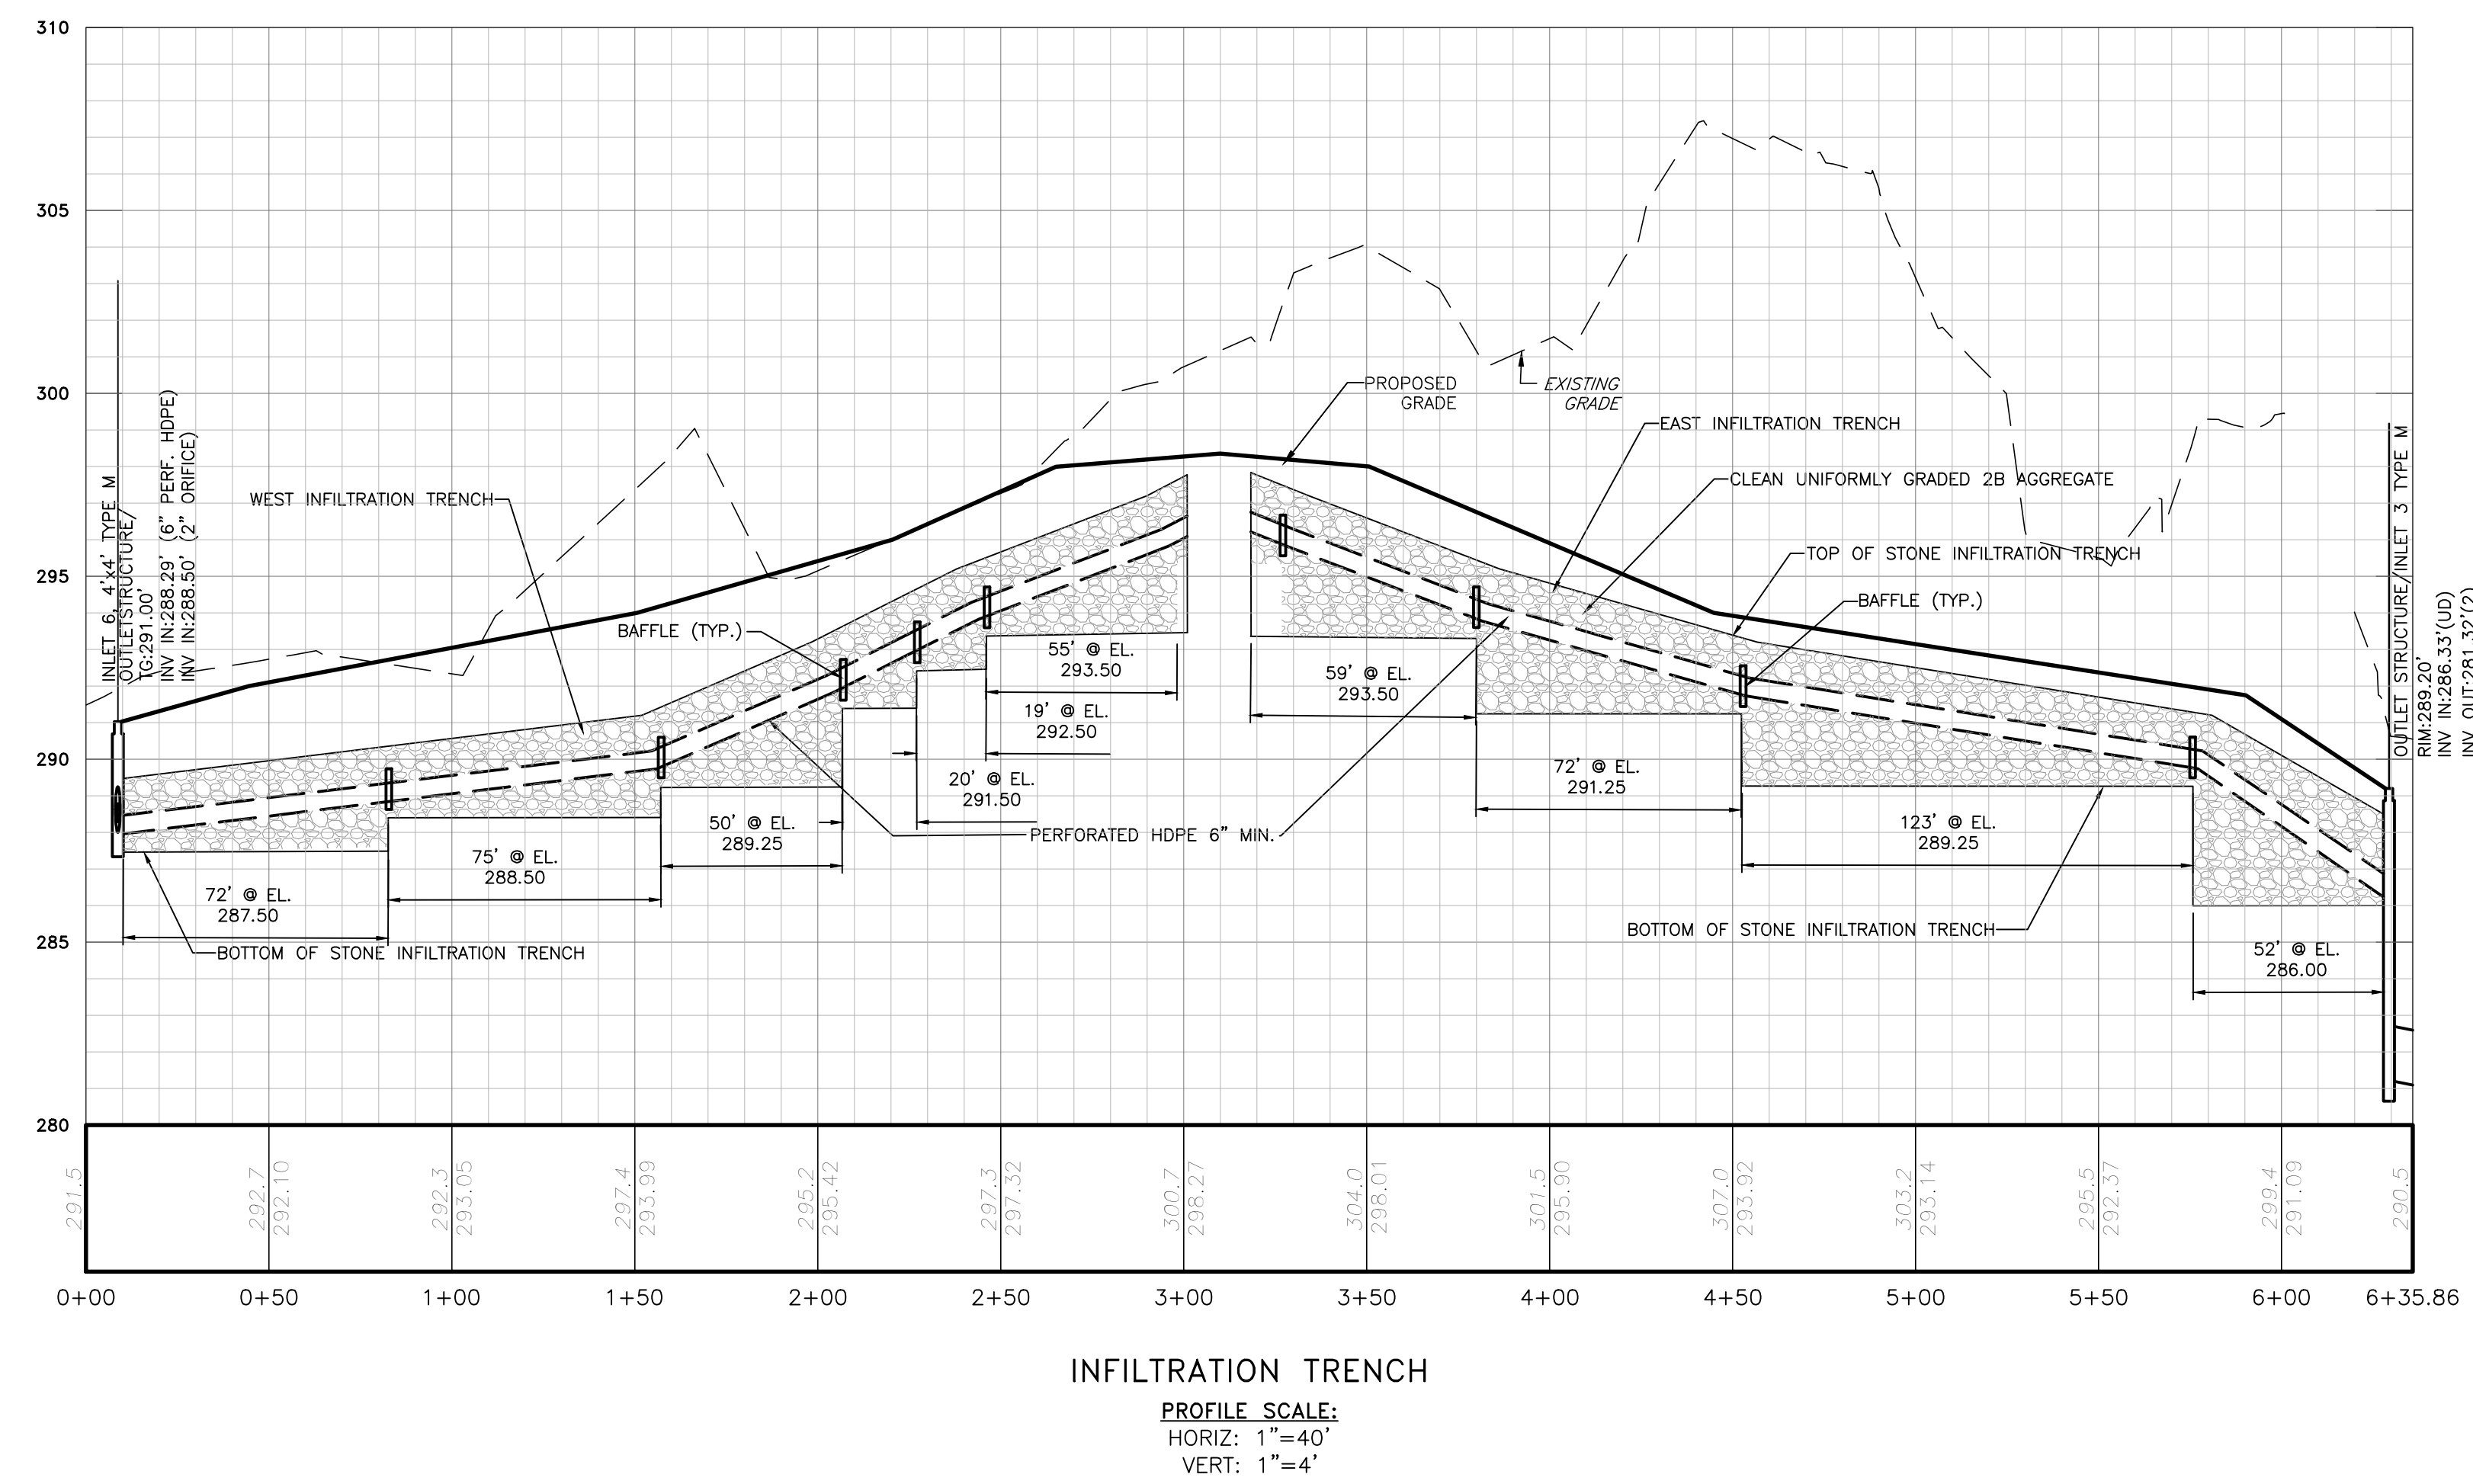 310
305
300
295
290
285
280
INLET 6, 4'x4' TYPE M
OUTLETSTRUCTURE/
TG:291.00'
INV IN:288.29' (6" PERF. HDPE)
INV IN:288.50' (2" ORIFICE)
WEST INFILTRATION TRENCH
BAFFLE (TYP.)
PROPOSED
GRADE
EXISTING
GRADE
EAST INFILTRATION TRENCH
CLEAN UNIFORMLY GRADED 2B AGGREGATE
TOP OF STONE INFILTRATION TRENCH
BAFFLE (TYP.)
OUTLET STRUCTURE/INLET 3 TYPE M
RIM:289.20'
INV IN:286.33'(UD)
INV OUT:281.32'(2)
72' @ EL.
287.50
75' @ EL.
288.50
50' @ EL.
289.25
20' @ EL.
291.50
19' @ EL.
292.50
55' @ EL.
293.50
59' @ EL.
293.50
72' @ EL.
291.25
123' @ EL.
289.25
52' @ EL.
286.00
PERFORATED HDPE 6" MIN.
BOTTOM OF STONE INFILTRATION TRENCH
BOTTOM OF STONE INFILTRATION TRENCH
291.5
292.7
292.10
292.3
293.05
297.4
293.99
295.2
295.42
297.3
297.32
300.7
298.27
304.0
298.01
301.5
295.90
307.0
293.92
303.2
293.14
295.5
292.37
299.4
291.09
290.5
0+00
0+50
1+00
1+50
2+00
2+50
3+00
3+50
4+00
4+50
5+00
5+50
6+00
6+35.86
INFILTRATION TRENCH
PROFILE SCALE:
HORIZ: 1"=40'
VERT: 1"=4'